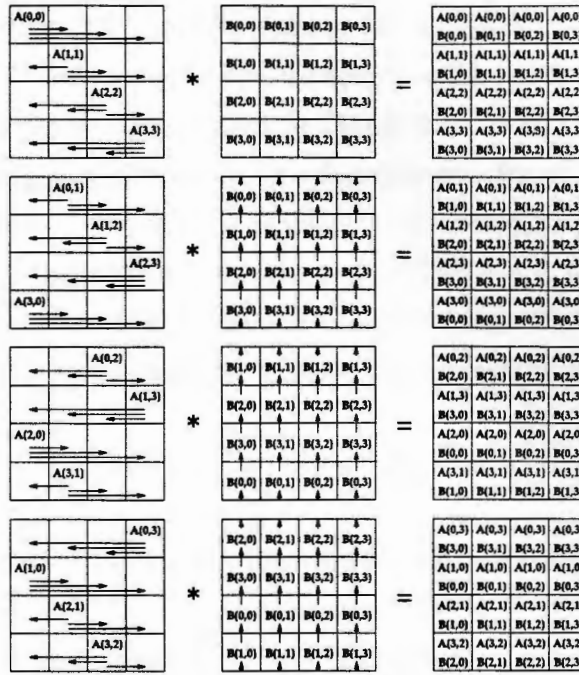 A(0,0)
A(1,1)
A(2,2)
A(3,3)
*
B(0,0) B(0,1) B(0,2) B(0,3)
B(1,0) B(1,1) B(1,2) B(1,3)
B(2,0) B(2,1) B(2,2) B(2,3)
B(3,0) B(3,1) B(3,2) B(3,3)
=
A(0,0) A(0,0) A(0,0) A(0,0
B(0,0) B(0,1) B(0,2) B(0,3
A(1,1) A(1,1) A(1,1) A(1,1
B(1,0) B(1,1) B(1,2) B(1,3
A(2,2) A(2,2) A(2,2) A(2,2
B(2,0) B(2,1) B(2,2) B(2,3
A(3,3) A(3,3) A(3,3) A(3,3
B(3,0) B(3,1) B(3,2) B(3,3
A(0,1)
A(1,2)
A(2,3)
A(3,0)
*
B(0,0) B(0,1) B(0,2) B(0,3)
B(1,0) B(1,1) B(1,2) B(1,3)
B(2,0) B(2,1) B(2,2) B(2,3)
B(3,0) B(3,1) B(3,2) B(3,3)
=
A(0,1) A(0,1) A(0,1) A(0,1
B(1,0) B(1,1) B(1,2) B(1,3
A(1,2) A(1,2) A(1,2) A(1,2
B(2,0) B(2,1) B(2,2) B(2,3
A(2,3) A(2,3) A(2,3) A(2,3
B(3,0) B(3,1) B(3,2) B(3,3
A(3,0) A(3,0) A(3,0) A(3,0
B(0,0) B(0,1) B(0,2) B(0,3
A(0,2)
A(1,3)
A(2,0)
A(3,1)
*
B(1,0) B(1,1) B(1,2) B(1,3)
B(2,0) B(2,1) B(2,2) B(2,3)
B(3,0) B(3,1) B(3,2) B(3,3)
B(0,0) B(0,1) B(0,2) B(0,3)
=
A(0,2) A(0,2) A(0,2) A(0,2
B(2,0) B(2,1) B(2,2) B(2,3
A(1,3) A(1,3) A(1,3) A(1,3
B(3,0) B(3,1) B(3,2) B(3,3
A(2,0) A(2,0) A(2,0) A(2,0
B(0,0) B(0,1) B(0,2) B(0,3
A(3,1) A(3,1) A(3,1) A(3,1
B(1,0) B(1,1) B(1,2) B(1,3
A(0,3)
A(1,0)
A(2,1)
A(3,2)
*
B(2,0) B(2,1) B(2,2) B(2,3)
B(3,0) B(3,1) B(3,2) B(3,3)
B(0,0) B(0,1) B(0,2) B(0,3)
B(1,0) B(1,1) B(1,2) B(1,3)
=
A(0,3) A(0,3) A(0,3) A(0,3
B(3,0) B(3,1) B(3,2) B(3,3
A(1,0) A(1,0) A(1,0) A(1,0
B(0,0) B(0,1) B(0,2) B(0,3
A(2,1) A(2,1) A(2,1) A(2,1
B(1,0) B(1,1) B(1,2) B(1,3
A(3,2) A(3,2) A(3,2) A(3,2
B(2,0) B(2,1) B(2,2) B(2,3